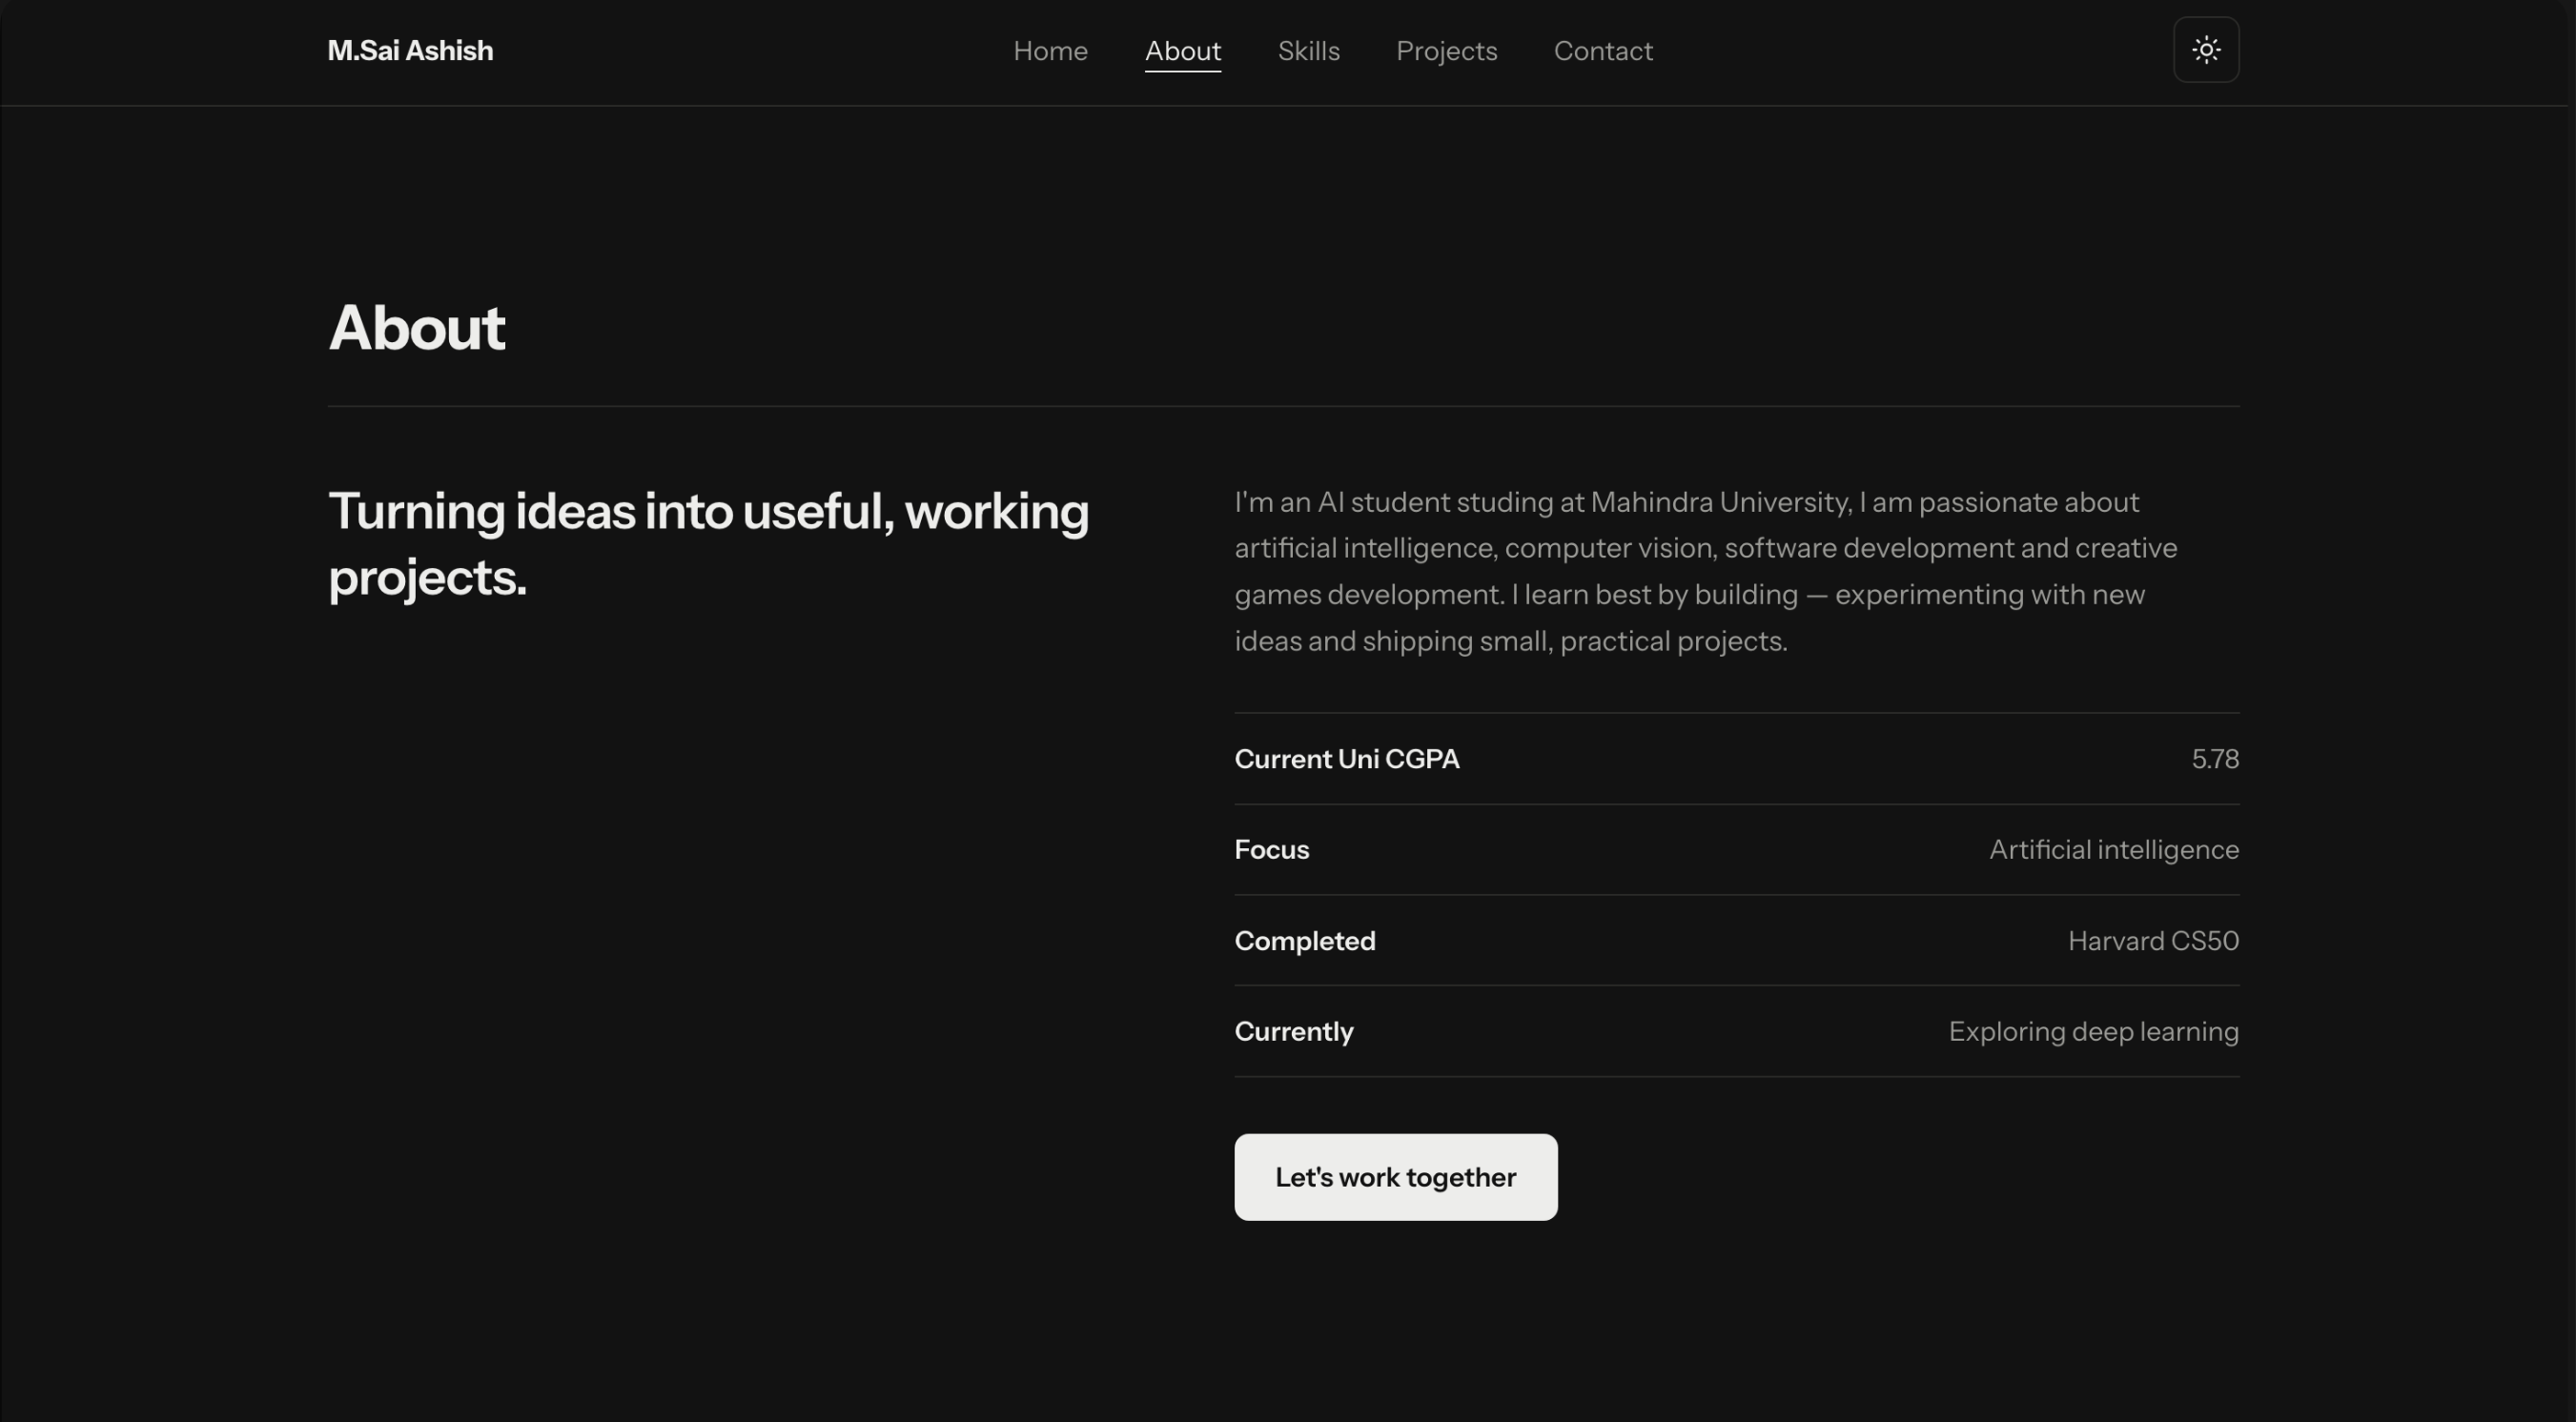 M.Sai Ashish
Home
About
Skills
Projects
Contact
About
Turning ideas into useful, working
projects.
I'm an AI student studing at Mahindra University, I am passionate about
artificial intelligence, computer vision, software development and creative
games development. I learn best by building — experimenting with new
ideas and shipping small, practical projects.
Current Uni CGPA 5.78
Focus Artificial intelligence
Completed Harvard CS50
Currently Exploring deep learning
Let's work together